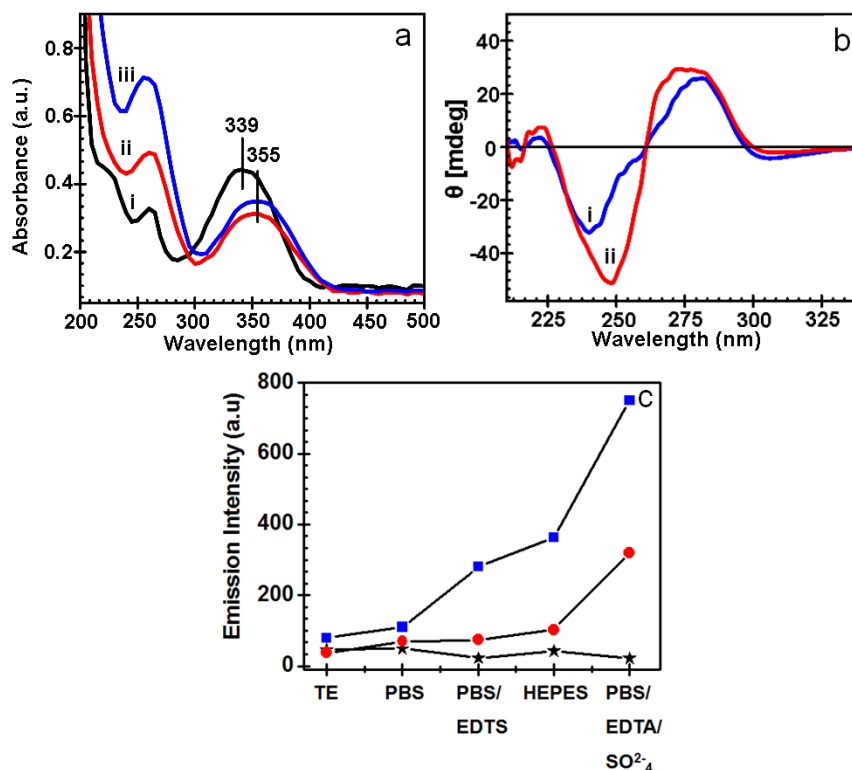 a
0.8
iii
0.6
339
355
ii
0.4
i
0.2
Absorbance (a.u.)
200 250 300 350 400 450 500
Wavelength (nm)
b
40
20
0
-20
-40
i
ii
θ [mdeg]
225 250 275 300 325
Wavelength (nm)
C
800
600
400
200
0
Emission Intensity (a.u)
TE PBS PBS/ HEPES PBS/
EDTS EDTA/
SO²⁻₄